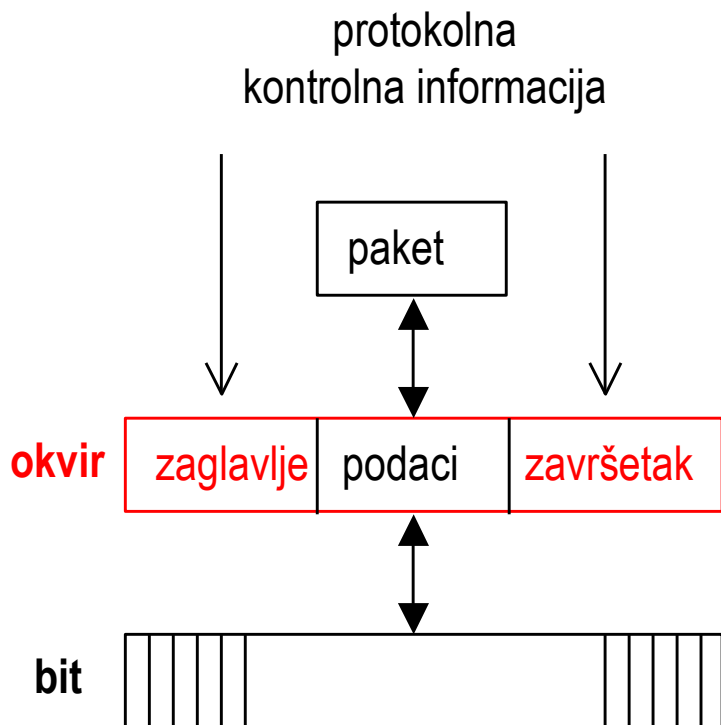 protokolna
kontrolna informacija
paket
okvir zaglavlje podaci završetak
bit